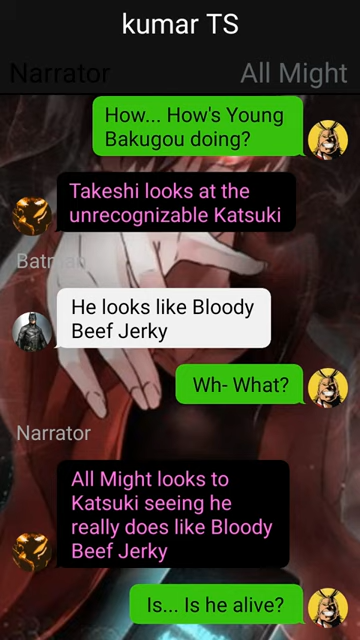 kumar TS
Narrator
All Might
How... How's Young
Bakugou doing?
Takeshi looks at the
unrecognizable Katsuki
Batman
He looks like Bloody
Beef Jerky
Wh- What?
Narrator
All Might looks to
Katsuki seeing he
really does like Bloody
Beef Jerky
Is... Is he alive?